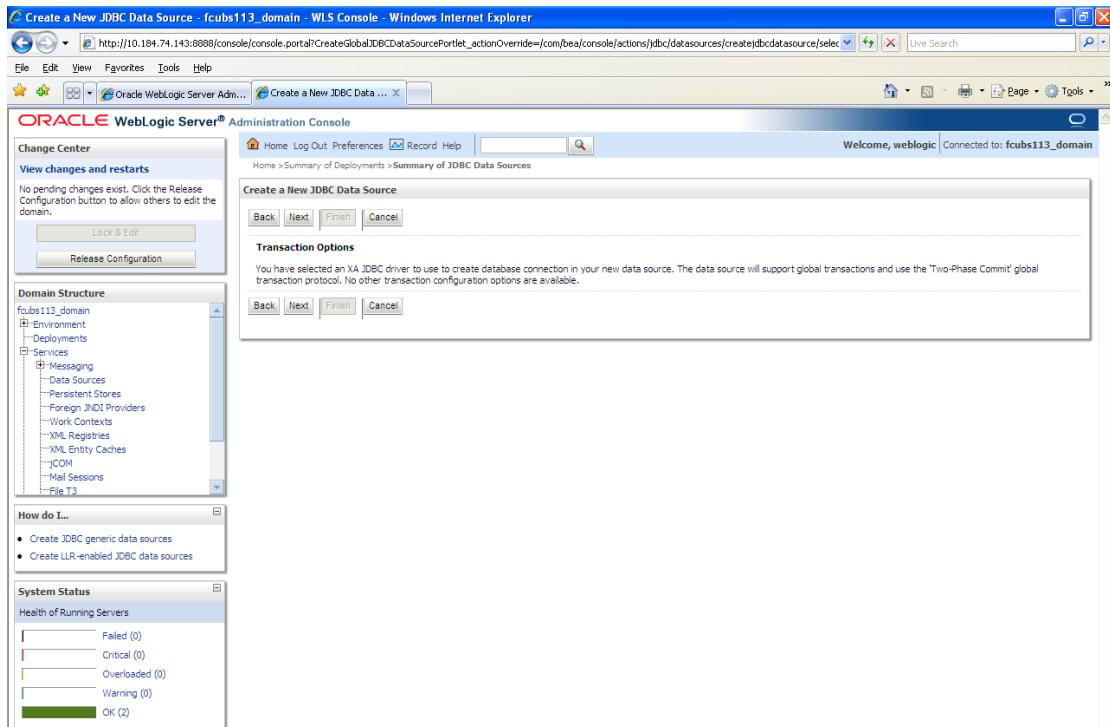 Create a New JDBC Data Source - fcubs113_domain - WLS Console - Windows Internet Explorer
http://10.184.74.143:8888/console/console.portal?CreateGlobalJDBCDataSourcePortlet_actionOverride=/com/bea/console/actions/jdbc/datasources/createjdbcdatasource/selec
Live Search
File Edit View Favorites Tools Help
Oracle WebLogic Server Adm...
Create a New JDBC Data ... X
Page Tools
ORACLE WebLogic Server® Administration Console
Change Center
View changes and restarts
No pending changes exist. Click the Release
Configuration button to allow others to edit the
domain.
Lock & Edit
Release Configuration
Domain Structure
fcubs113_domain
Environment
Deployments
Services
Messaging
Data Sources
Persistent Stores
Foreign JNDI Providers
Work Contexts
XML Registries
XML Entity Caches
jCOM
Mail Sessions
File T3
How do I...
Create JDBC generic data sources
Create LLR-enabled JDBC data sources
System Status
Health of Running Servers
Failed (0)
Critical (0)
Overloaded (0)
Warning (0)
OK (2)
Home Log Out Preferences Record Help
Welcome, weblogic
Connected to: fcubs113_domain
Home >Summary of Deployments >Summary of JDBC Data Sources
Create a New JDBC Data Source
Back Next Finish Cancel
Transaction Options
You have selected an XA JDBC driver to use to create database connection in your new data source. The data source will support global transactions and use the 'Two-Phase Commit' global
transaction protocol. No other transaction configuration options are available.
Back Next Finish Cancel